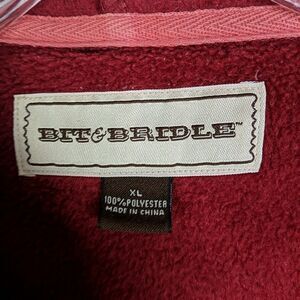 BIT & BRIDLE™
XL
100% POLYESTER
MADE IN CHINA